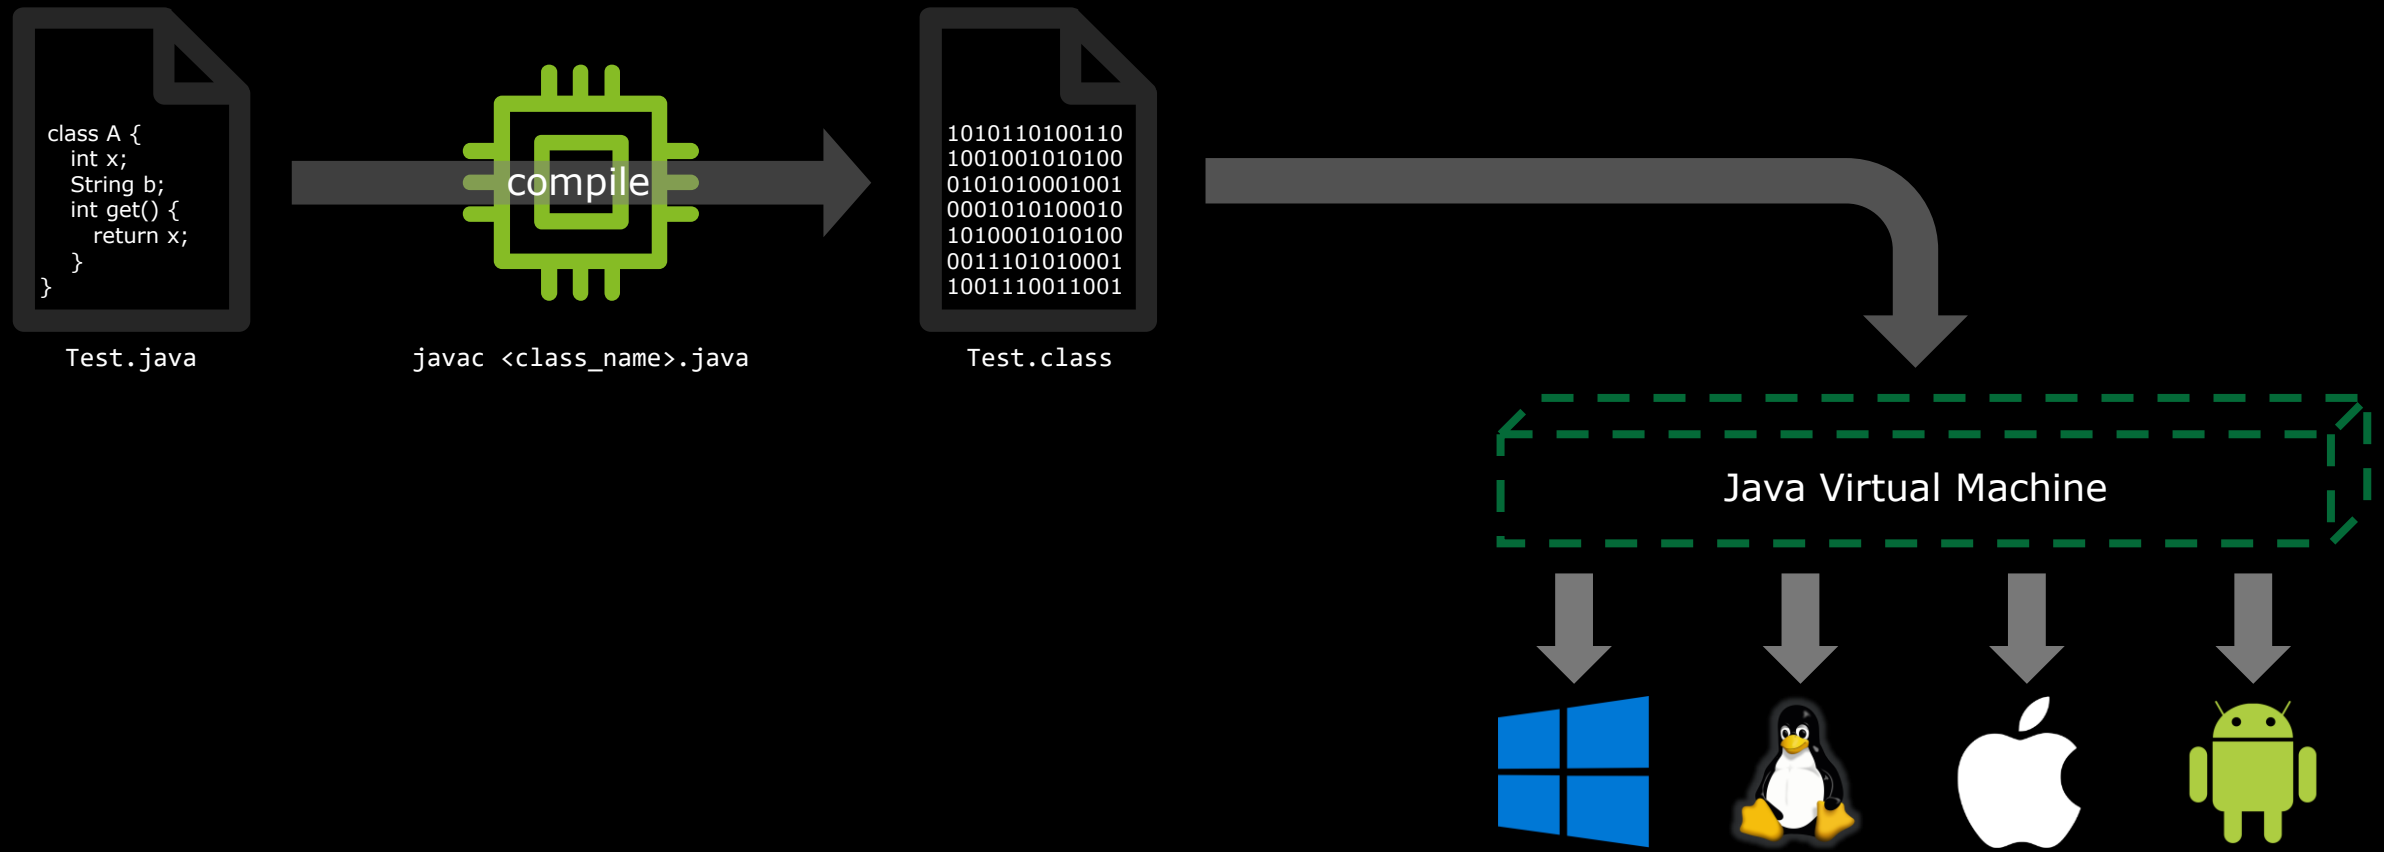 class A {
int x;
String b;
int get() {
return x;
}
}
Test.java
compile
javac <class_name>.java
1010110100110
1001001010100
0101010001001
0001010100010
1010001010100
0011101010001
1001110011001
Test.class
Java Virtual Machine